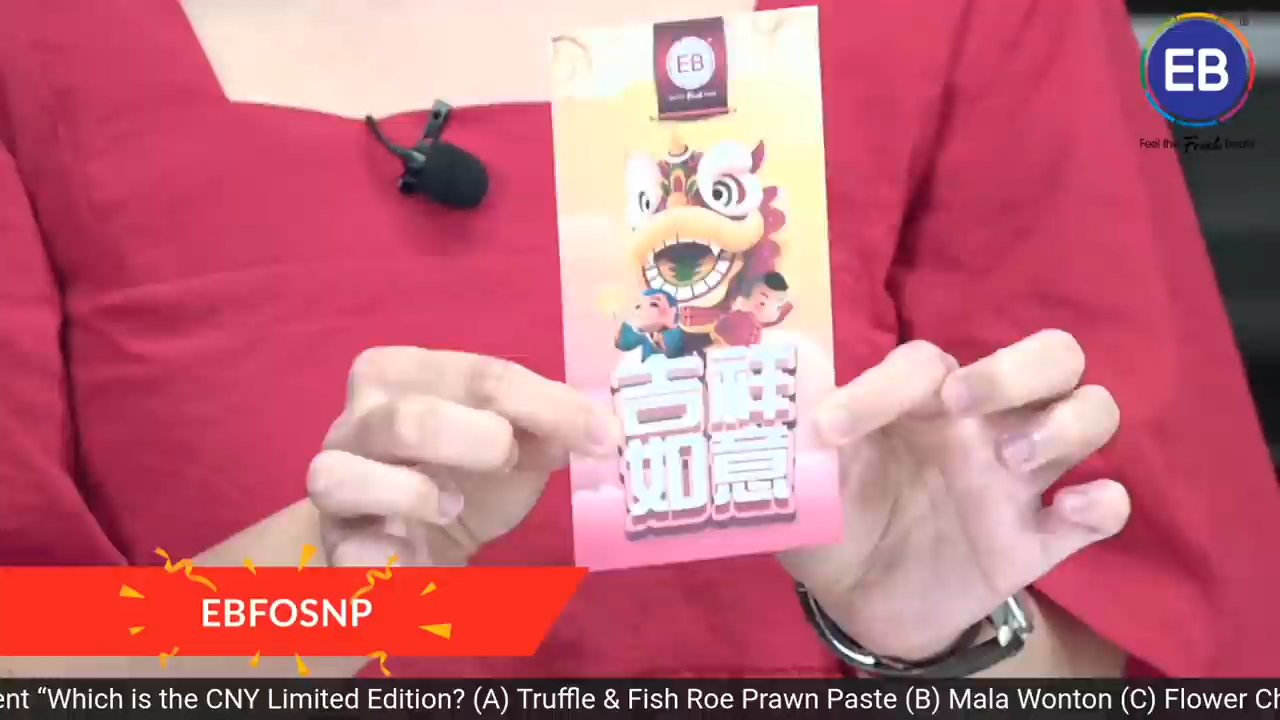 EB
EB
Feel the Fresh beats
吉祥
如意
EBFOSNP
ent “Which is the CNY Limited Edition? (A) Truffle & Fish Roe Prawn Paste (B) Mala Wonton (C) Flower Ch